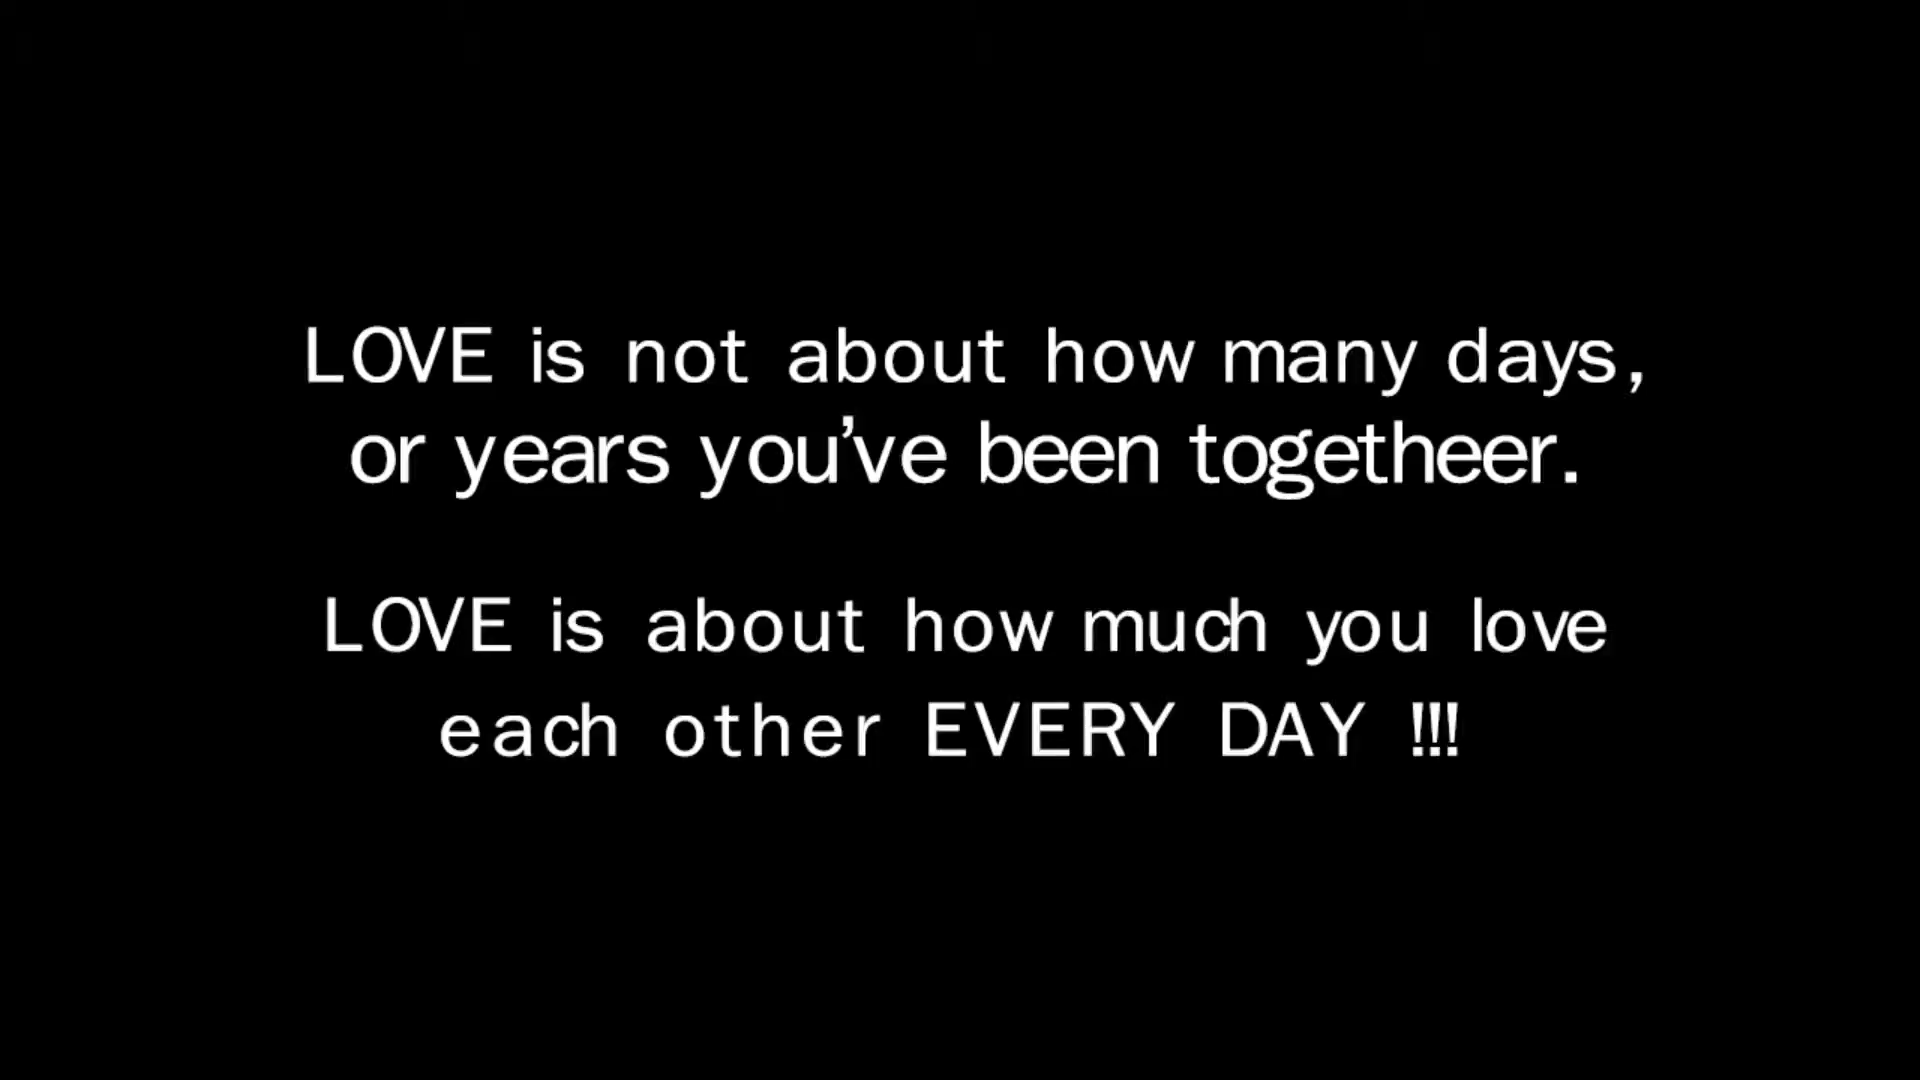 LOVE is not about how many days,
or years you've been togetheer.
LOVE is about how much you love
each other EVERY DAY !!!